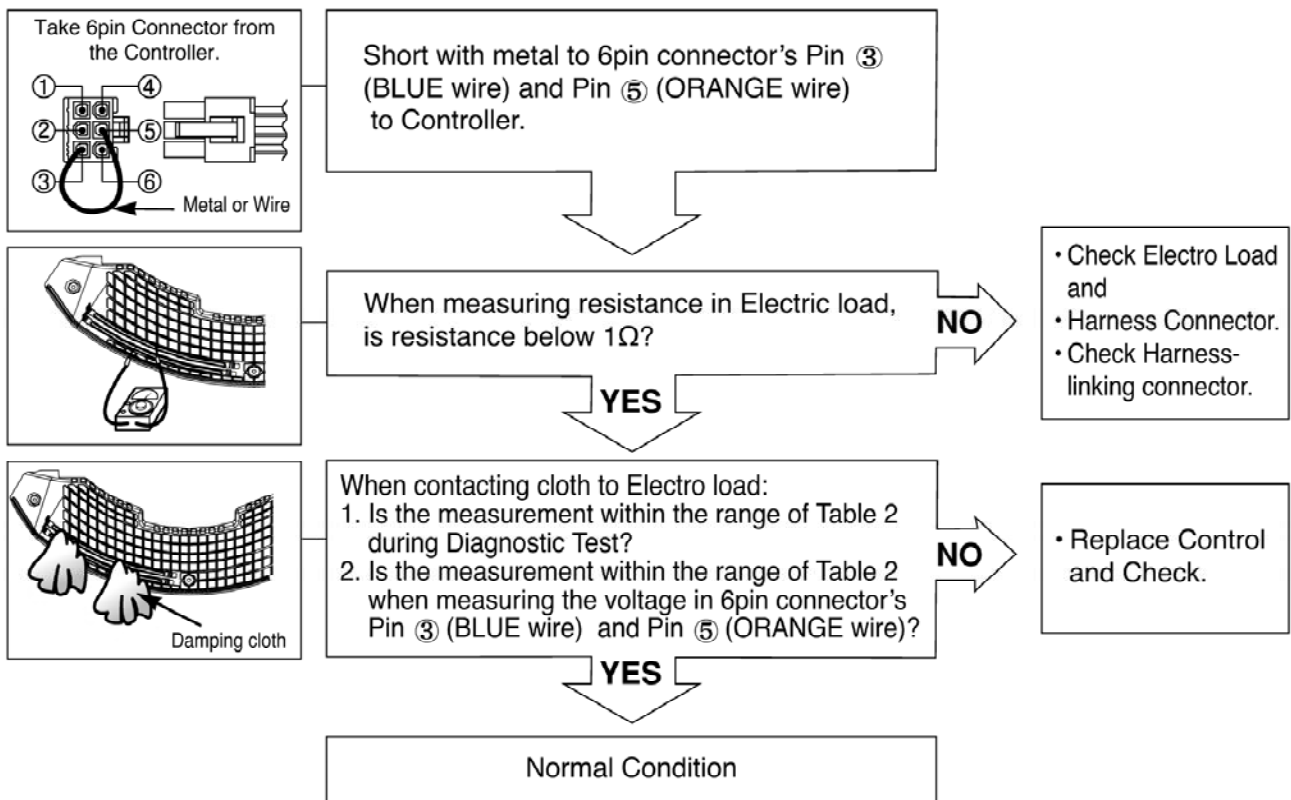 Take 6pin Connector from
the Controller.
① ④
② ⑤
③ ⑥
Metal or Wire
Short with metal to 6pin connector's Pin ③
(BLUE wire) and Pin ⑤ (ORANGE wire)
to Controller.
When measuring resistance in Electric load,
is resistance below 1Ω?
NO
• Check Electro Load
and
• Harness Connector.
• Check Harness-
linking connector.
YES
Damping cloth
When contacting cloth to Electro load:
1. Is the measurement within the range of Table 2
during Diagnostic Test?
2. Is the measurement within the range of Table 2
when measuring the voltage in 6pin connector's
Pin ③ (BLUE wire) and Pin ⑤ (ORANGE wire)?
NO
• Replace Control
and Check.
YES
Normal Condition